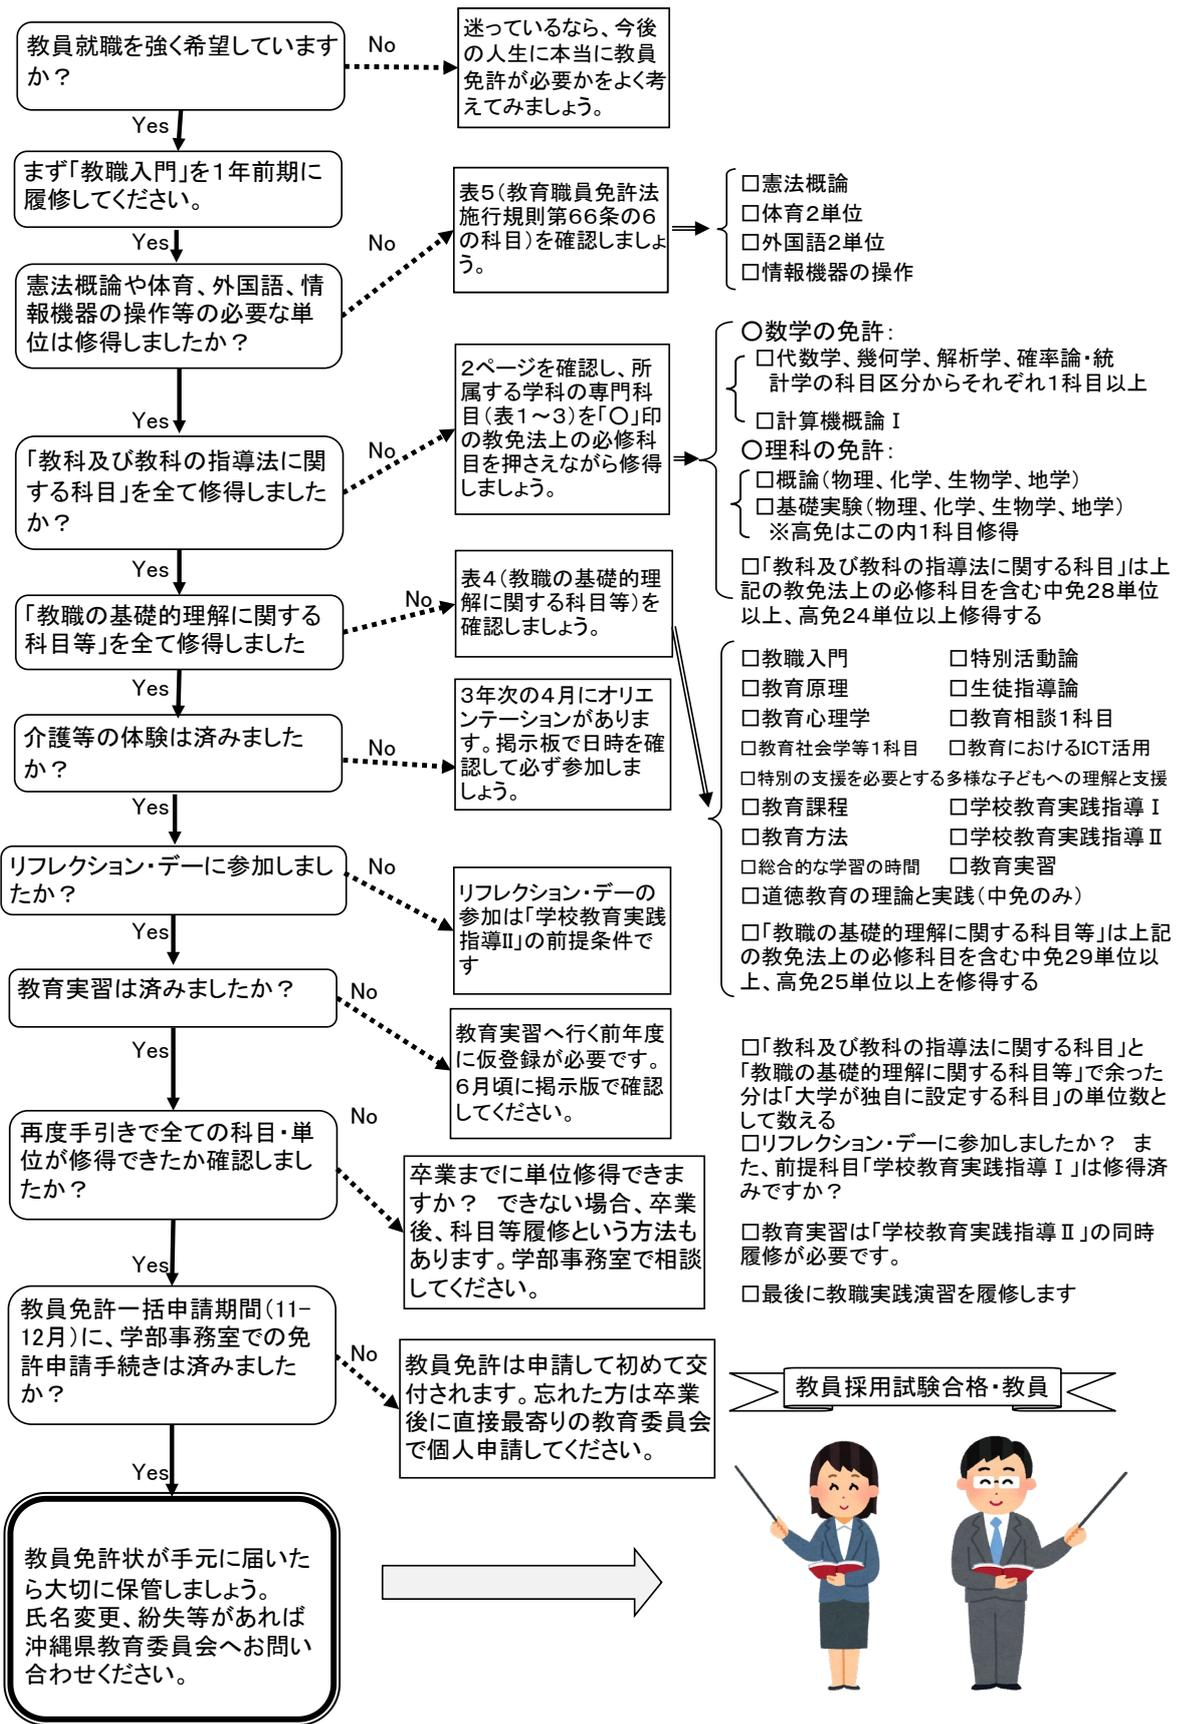 教員就職を強く希望しています
か？
No
迷っているなら、今後
の人生に本当に教員
免許が必要かをよく考
えてみましょう。
Yes
まず「教職入門」を１年前期に
履修してください。
Yes
No
表５（教育職員免許法
施行規則第６６条の６
の科目）を確認しましょ
う。
□憲法概論
□体育２単位
□外国語２単位
□情報機器の操作
憲法概論や体育、外国語、情
報機器の操作等の必要な単
位は修得しましたか？
Yes
No
２ページを確認し、所
属する学科の専門科
目（表１～３）を「〇」印
の教免法上の必修科
目を押さえながら修得
しましょう。
〇数学の免許：
□代数学、幾何学、解析学、確率論・統
計学の科目区分からそれぞれ１科目以上
□計算機概論Ⅰ
〇理科の免許：
□概論（物理、化学、生物学、地学）
□基礎実験（物理、化学、生物学、地学）
※高免はこの内１科目修得
□「教科及び教科の指導法に関する科目」は上
記の教免法上の必修科目を含む中免２８単位
以上、高免２４単位以上修得する
「教科及び教科の指導法に関
する科目」を全て修得しました
か？
Yes
No
表４（教職の基礎的理
解に関する科目等）を
確認しましょう。
「教職の基礎的理解に関する
科目等」を全て修得しました
Yes
３年次の４月にオリエ
ンテーションがありま
す。掲示板で日時を確
認して必ず参加しま
しょう。
□教職入門 □特別活動論
□教育原理 □生徒指導論
□教育心理学 □教育相談１科目
□教育社会学等１科目 □教育におけるICT活用
□特別の支援を必要とする多様な子どもへの理解と支援
□教育課程 □学校教育実践指導Ⅰ
□教育方法 □学校教育実践指導Ⅱ
□総合的な学習の時間 □教育実習
□道徳教育の理論と実践（中免のみ）
□「教職の基礎的理解に関する科目等」は上記
の教免法上の必修科目を含む中免２９単位以
上、高免２５単位以上を修得する
介護等の体験は済みました
か？
No
Yes
リフレクション・デーに参加しまし
たか？
No
リフレクション・デーの
参加は「学校教育実践
指導Ⅱ」の前提条件で
す
Yes
教育実習は済みましたか？
No
教育実習へ行く前年度
に仮登録が必要です。
６月頃に掲示版で確認
してください。
Yes
□「教科及び教科の指導法に関する科目」と
「教職の基礎的理解に関する科目等」で余った
分は「大学が独自に設定する科目」の単位数と
して数える
□リフレクション・デーに参加しましたか？　ま
た、前提科目「学校教育実践指導Ⅰ」は修得済
みですか？
□教育実習は「学校教育実践指導Ⅱ」の同時
履修が必要です。
□最後に教職実践演習を履修します
再度手引きで全ての科目・単
位が修得できたか確認しまし
たか？
No
卒業までに単位修得できま
すか？　できない場合、卒業
後、科目等履修という方法も
あります。学部事務室で相談
してください。
Yes
教員免許一括申請期間（11-
12月）に、学部事務室での免
許申請手続きは済みました
か？
No
教員免許は申請して初めて交
付されます。忘れた方は卒業
後に直接最寄りの教育委員会
で個人申請してください。
教員採用試験合格・教員
Yes
教員免許状が手元に届いた
ら大切に保管しましょう。
氏名変更、紛失等があれば
沖縄県教育委員会へお問い
合わせください。